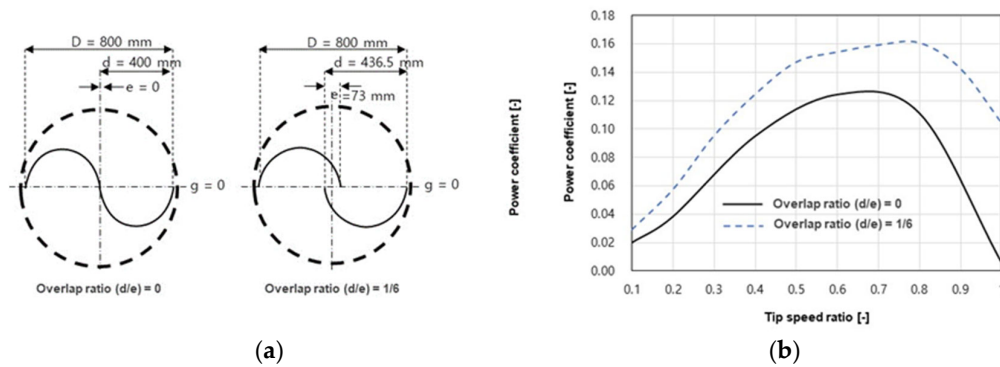 D = 800 mm
d = 400 mm
e = 0
g = 0
Overlap ratio (d/e) = 0
D = 800 mm
d = 436.5 mm
e =73 mm
g = 0
Overlap ratio (d/e) = 1/6
(a)
Power coefficient [-]
Power coefficient [-]
0.18
0.16
0.14
0.12
0.10
0.08
0.06
0.04
0.02
0.00
Overlap ratio (d/e) = 0
Overlap ratio (d/e) = 1/6
0.1 0.2 0.3 0.4 0.5 0.6 0.7 0.8 0.9 1
Tip speed ratio [-]
(b)